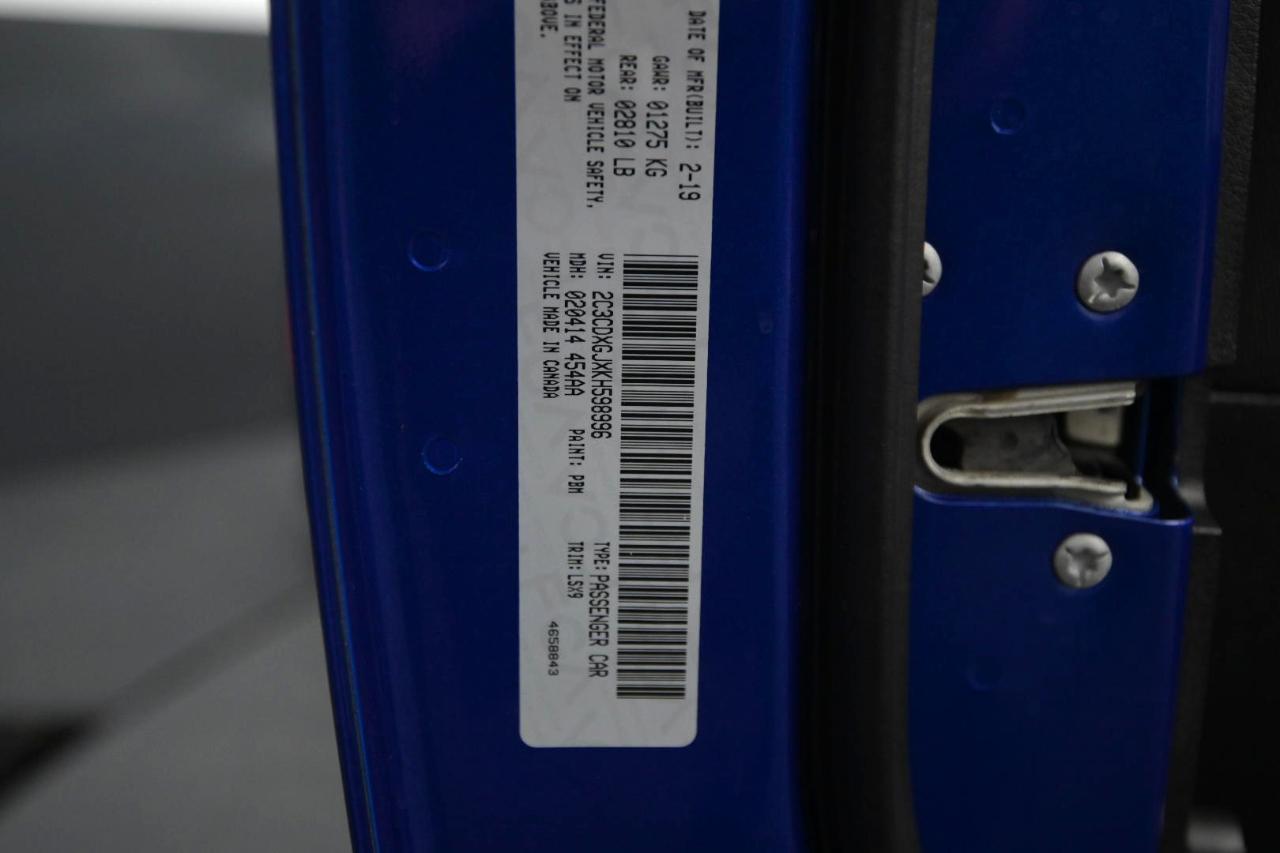 DATE OF MFR(BUILT): 2-19
GAWR: 01275 KG
REAR: 02810 LB
FEDERAL MOTOR VEHICLE SAFETY,
IN EFFECT ON
ABOVE.
VIN: 2C3CDXGJXKH598996
TYPE: PASSENGER CAR
MDH: 020414 454AA
PAINT: PBM
TRIM: LSX9
VEHICLE MADE IN CANADA
4658843